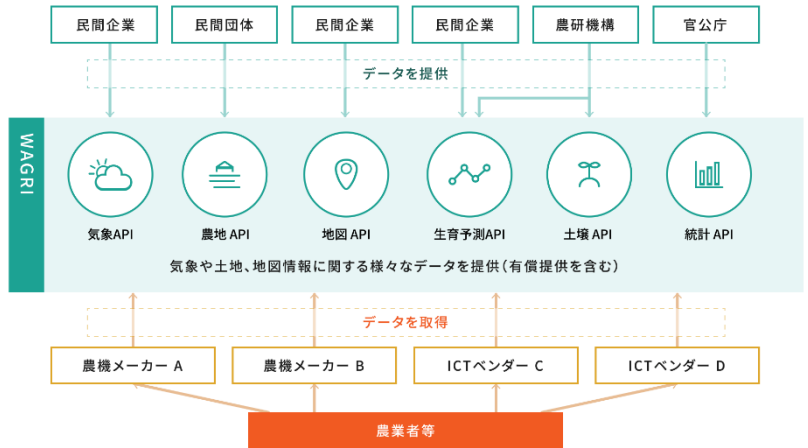 民間企業
民間団体
民間企業
民間企業
農研機構
官公庁
データを提供
WAGRI
気象API
農地 API
地図 API
生育予測API
土壌 API
統計 API
気象や土地、地図情報に関する様々なデータを提供(有償提供を含む)
データを取得
農機メーカー A
農機メーカー B
ICTベンダー C
ICTベンダー D
農業者等